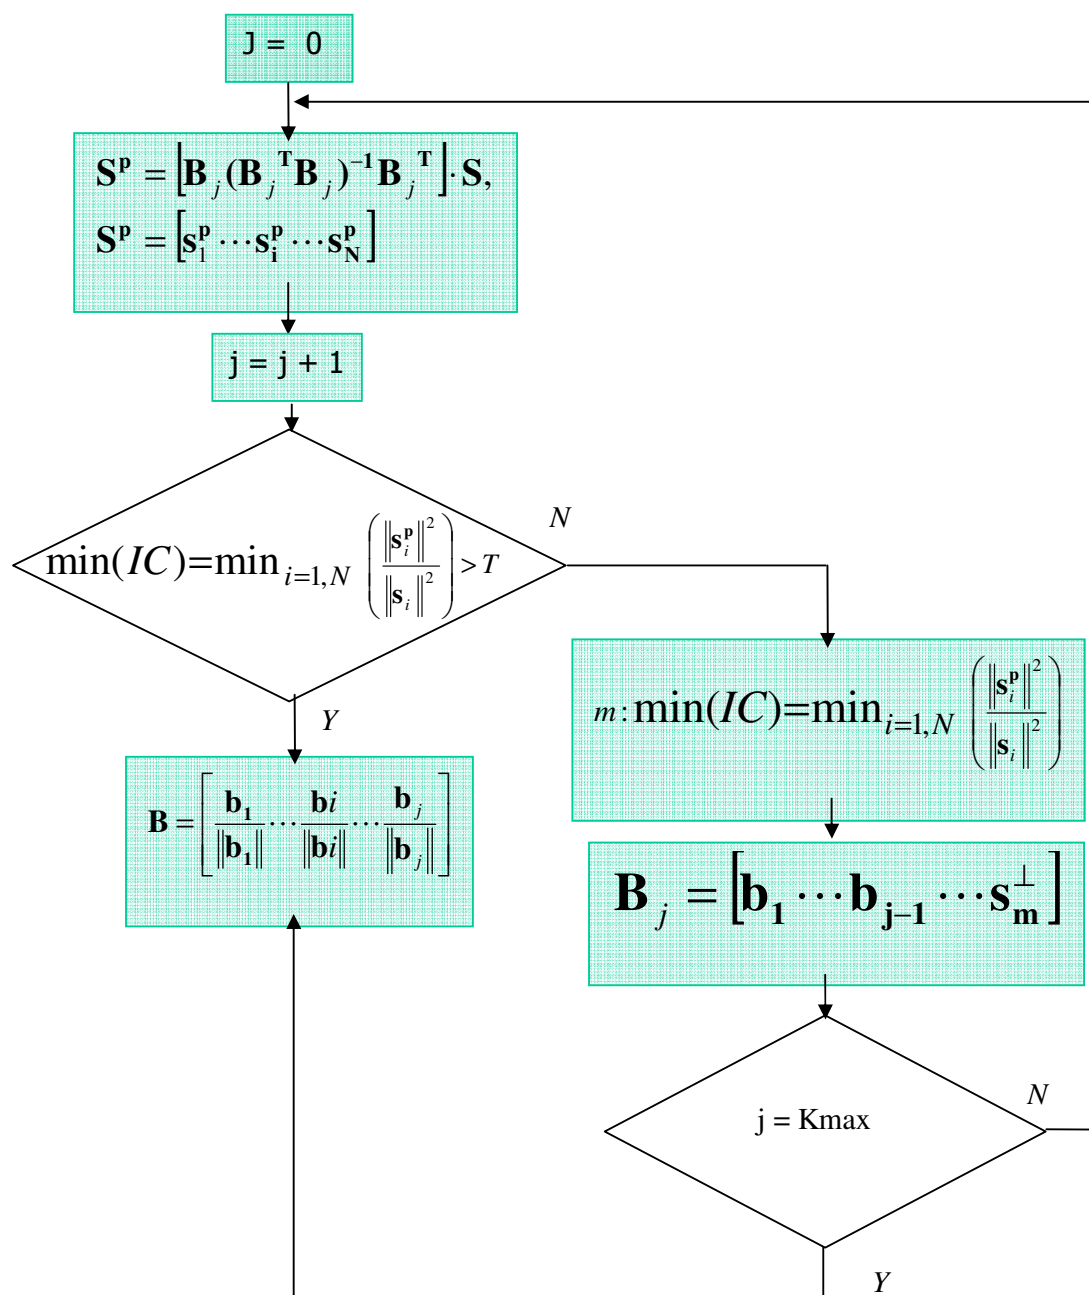 J = 0
S^p = [B_j (B_j^T B_j)^{-1} B_j^T] · S,
S^p = [s_1^p ··· s_i^p ··· s_N^p]
j = j + 1
min(IC)=min_{i=1,N} (‖s_i^p‖^2 / ‖s_i‖^2) > T
N
Y
m: min(IC)=min_{i=1,N} (‖s_i^p‖^2 / ‖s_i‖^2)
B = [b_1/‖b_1‖ ··· bi/‖bi‖ ··· b_j/‖b_j‖]
B_j = [b_1 ··· b_{j-1} ··· s_m^⊥]
j = Kmax
N
Y